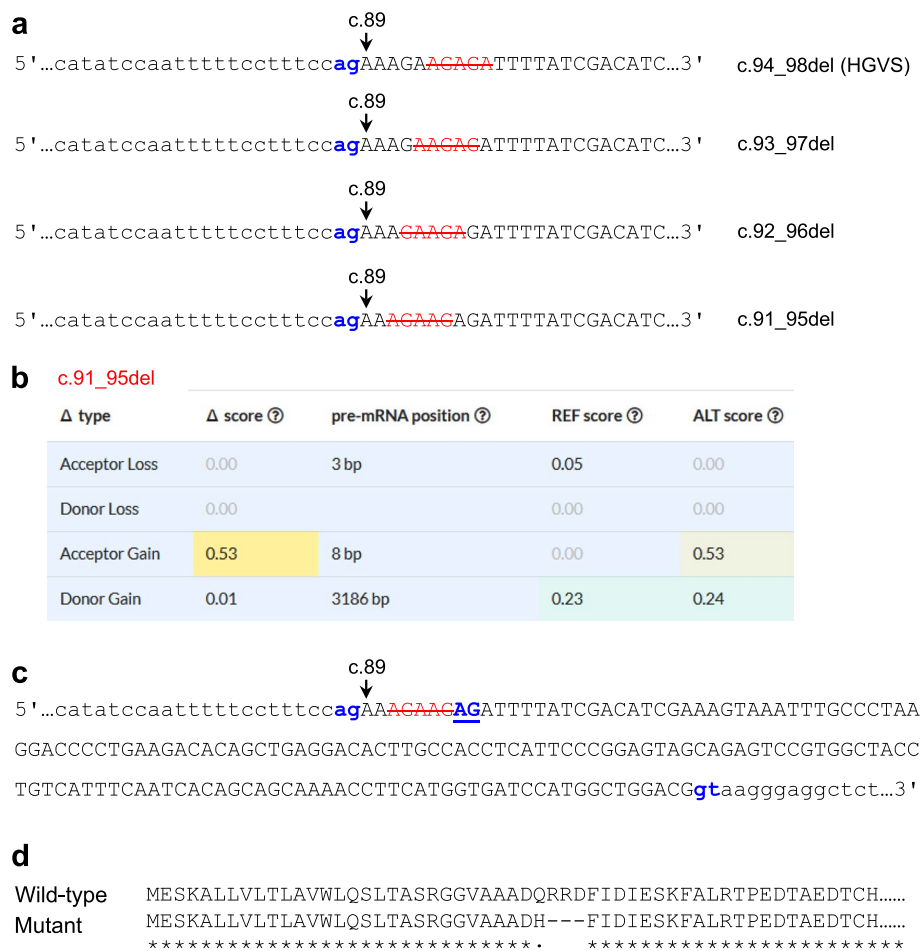 a
c.89
5'…catatccaatttttcctttccagAAAGAAGAGATTTTATCGACATC…3' c.94_98del (HGVS)
c.89
5'…catatccaatttttcctttccagAAAGAAGAGATTTTATCGACATC…3' c.93_97del
c.89
5'…catatccaatttttcctttccagAAAGAAGAGATTTTATCGACATC…3' c.92_96del
c.89
5'…catatccaatttttcctttccagAAAGAAGAGATTTTATCGACATC…3' c.91_95del
b c.91_95del
Δ type Δ score ? pre-mRNA position ? REF score ? ALT score ?
Acceptor Loss 0.00 3 bp 0.05 0.00
Donor Loss 0.00 0.00 0.00
Acceptor Gain 0.53 8 bp 0.00 0.53
Donor Gain 0.01 3186 bp 0.23 0.24
c
c.89
5'…catatccaatttttcctttccagAAAGAAGAGATTTTATCGACATCGAAAGTAAATTTGCCCTAA
GGACCCCTGAAGACACAGCTGAGGACACTTGCCACCTCATTCCCGGAGTAGCAGAGTCCGTGGCTACC
TGTCATTTCAATCACAGCAGCAAAACCTTCATGGTGATCCATGGCTGGACGgtaagggaggctct…3'
d
Wild-type MESKALLVLTLAVWLQSLTASRGGVAAADQRRDFIDIESKFALRTPEDTAEDTCH……
Mutant MESKALLVLTLAVWLQSLTASRGGVAAADH---FIDIESKFALRTPEDTAEDTCH……
*****************************.   ************************